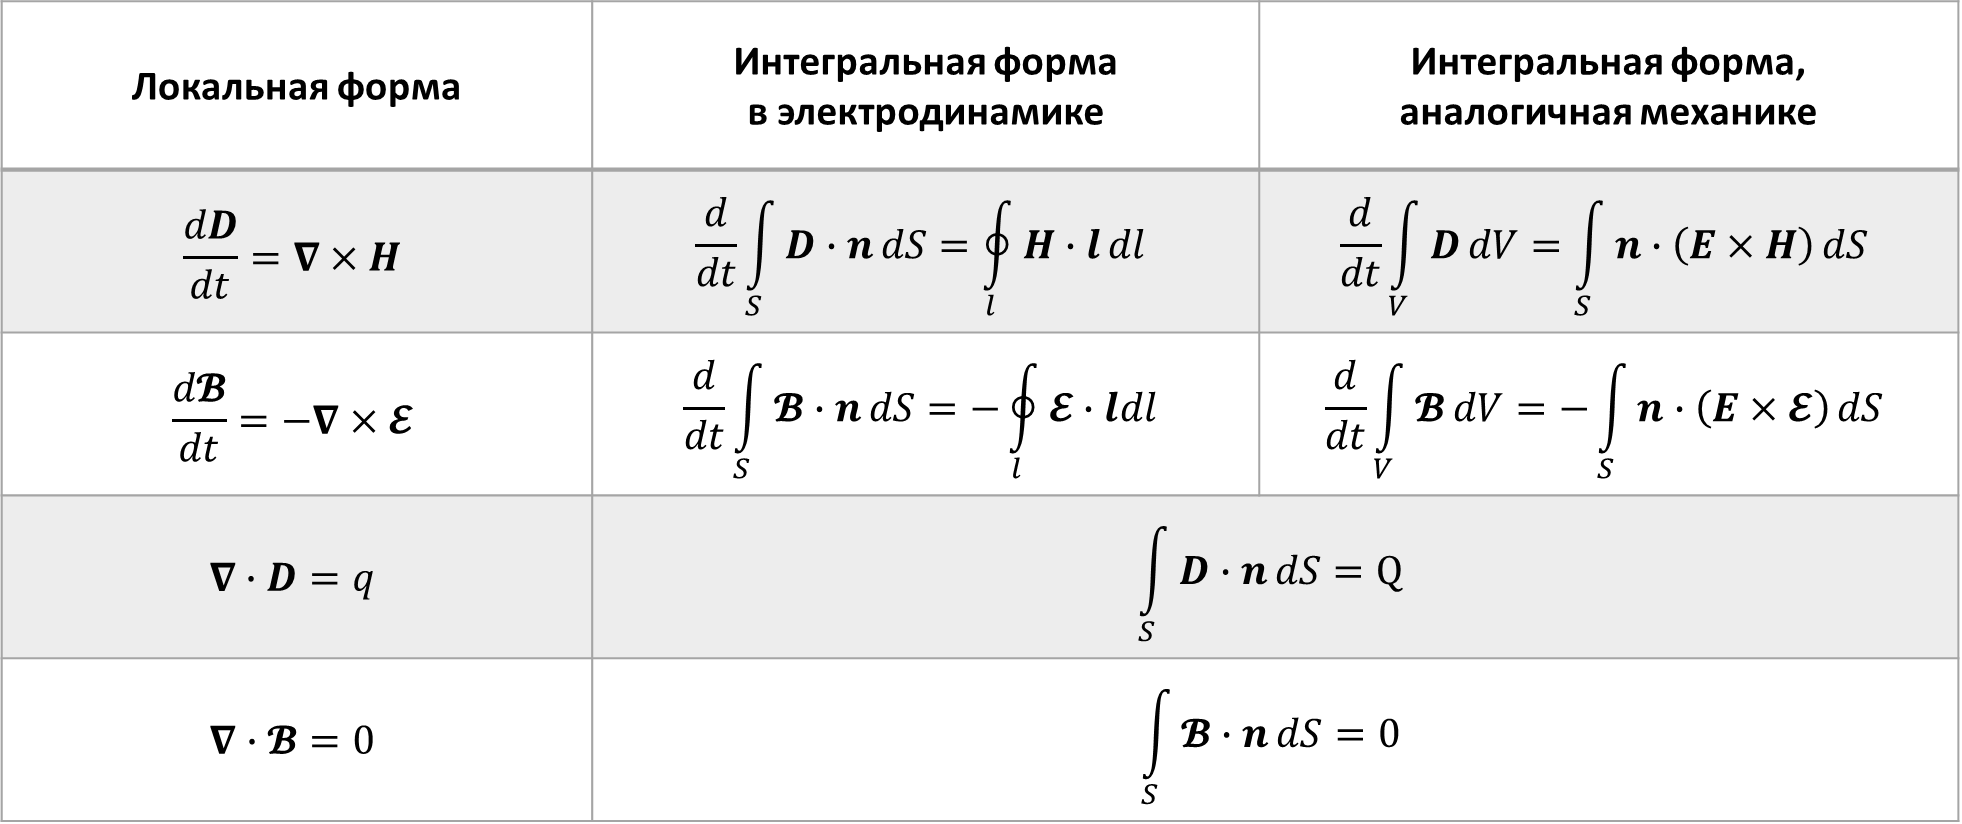 Локальная форма
Интегральная форма
в электродинамике
Интегральная форма,
аналогичная механике
d𝑫/dt = 𝛁 × 𝑯
d/dt ∫_S 𝑫 · 𝒏 dS = ∮_l 𝑯 · 𝒍 dl
d/dt ∫_V 𝑫 dV = ∫_S 𝒏 · (𝑬 × 𝑯) dS
d𝓑/dt = −𝛁 × 𝓔
d/dt ∫_S 𝓑 · 𝒏 dS = − ∮_l 𝓔 · 𝒍dl
d/dt ∫_V 𝓑 dV = − ∫_S 𝒏 · (𝑬 × 𝓔) dS
𝛁 · 𝑫 = q
∫_S 𝑫 · 𝒏 dS = Q
𝛁 · 𝓑 = 0
∫_S 𝓑 · 𝒏 dS = 0